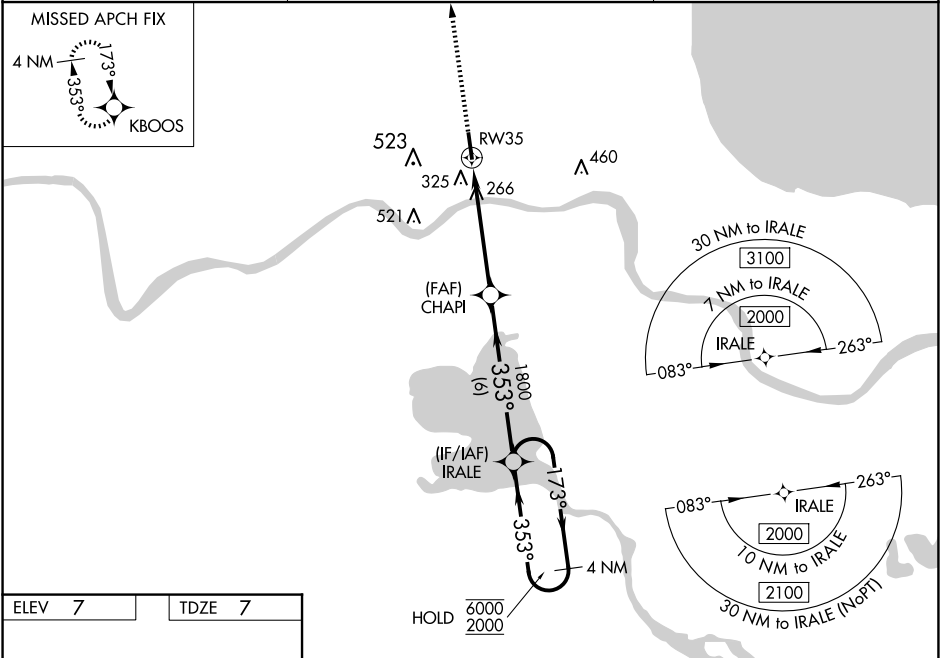 MISSED APCH FIX
4 NM
173°
353°
KBOOS
523
RW35
460
325
266
521
(FAF)
CHAPI
30 NM to IRALE
3100
7 NM to IRALE
2000
IRALE
083°
263°
353°
1800
(6)
(IF/IAF)
IRALE
173°
353°
4 NM
HOLD
6000
2000
083°
263°
IRALE
2000
10 NM to IRALE
2100
30 NM to IRALE (NoPT)
ELEV 7
TDZE 7